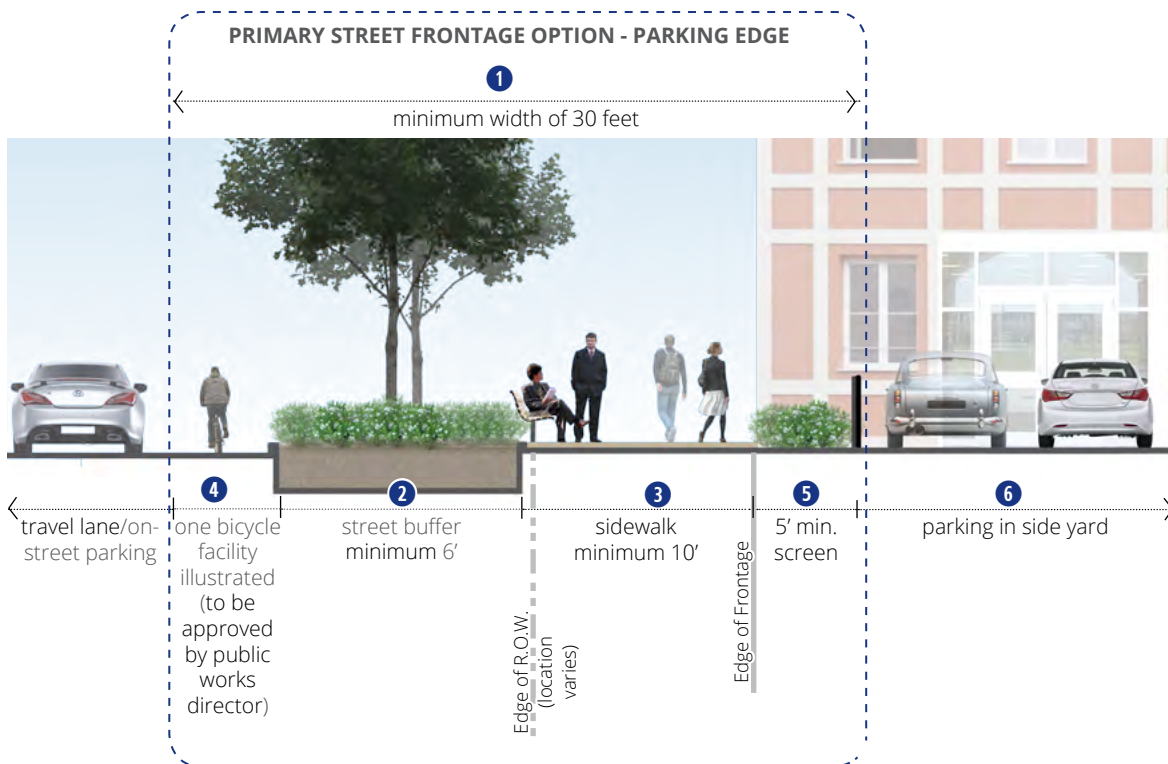 PRIMARY STREET FRONTAGE OPTION - PARKING EDGE
1
minimum width of 30 feet
4
2
3
5
6
travel lane/on-
street parking
one bicycle
facility
illustrated
(to be
approved
by public
works
director)
street buffer
minimum 6'
sidewalk
minimum 10'
5' min.
screen
parking in side yard
Edge of R.O.W.
(location
varies)
Edge of Frontage